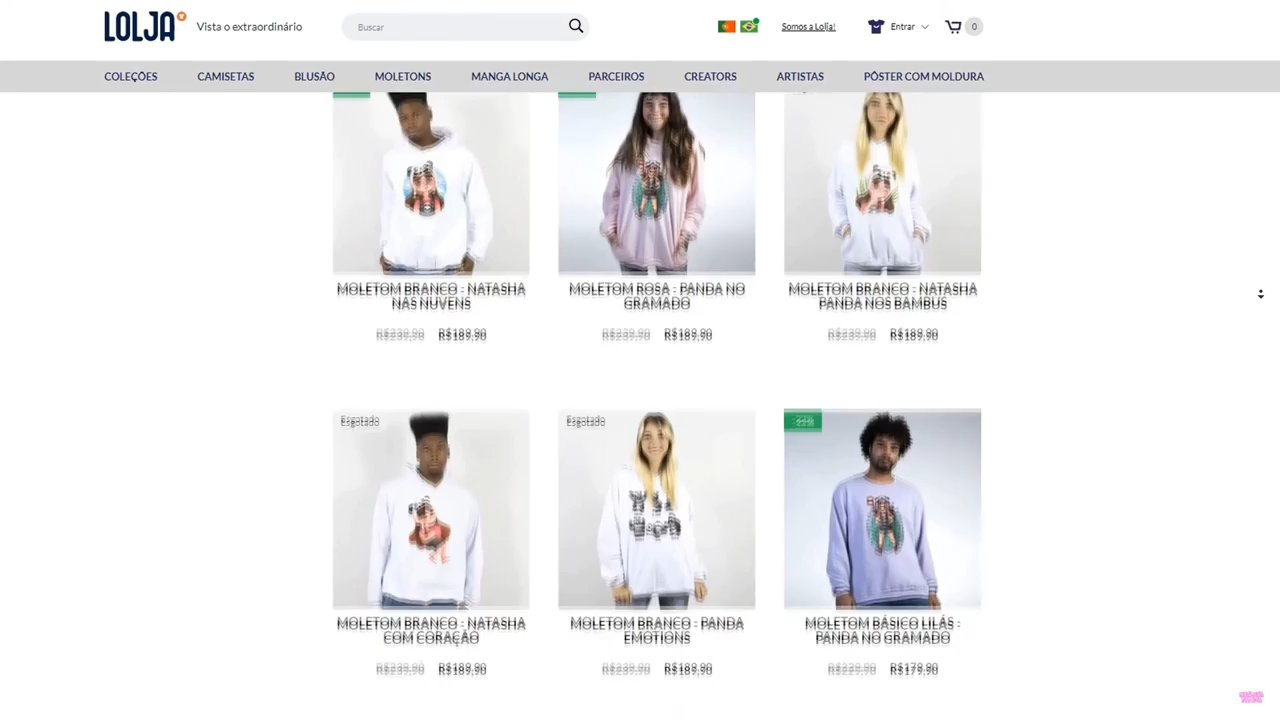 LOLJA
Vista o extraordinário
Buscar
Somos a Lolja!
Entrar
0
COLEÇÕES
CAMISETAS
BLUSÃO
MOLETONS
MANGA LONGA
PARCEIROS
CREATORS
ARTISTAS
PÔSTER COM MOLDURA
MOLETOM BRANCO - NATASHA
NAS NUVENS
R$239,90 R$189,90
MOLETOM ROSA - PANDA NO
GRAMADO
R$239,90 R$189,90
MOLETOM BRANCO - NATASHA
PANDA NOS BAMBUS
R$239,90 R$189,90
Esgotado
MOLETOM BRANCO - NATASHA
COM CORAÇÃO
R$239,90 R$189,90
Esgotado
MOLETOM BRANCO - PANDA
EMOTIONS
R$239,90 R$189,90
-22%
MOLETOM BÁSICO LILÁS -
PANDA NO GRAMADO
R$229,90 R$179,90